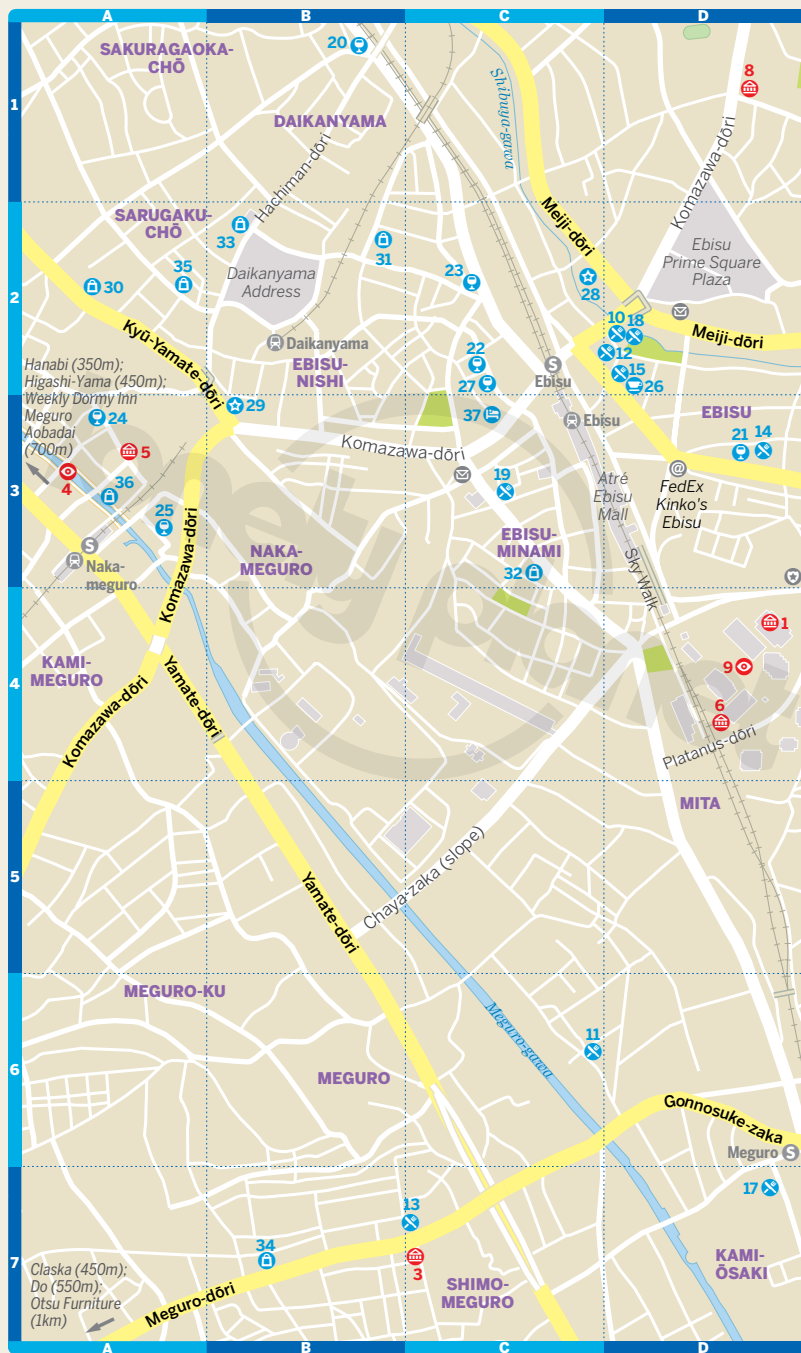 A
B
C
D
SAKURAGAOKA-
CHŌ
20
8
1
DAIKANYAMA
Shibuya-gawa
Hachiman-dōri
Komazawa-dōri
SARUGAKU-
CHŌ
33
31
Meiji-dōri
Ebisu
Prime Square
Plaza
2
30
35
Daikanyama
Address
23
28
10
18
Meiji-dōri
Kyū-Yamate-dōri
Daikanyama
12
Hanabi (350m);
Higashi-Yama (450m);
Weekly Dormy Inn
Meguro
Aobadai
(700m)
EBISU-
NISHI
22
27
Ebisu
15
26
24
29
37
Ebisu
EBISU
5
Komazawa-dōri
21
14
3
4
36
19
Atré
Ebisu
Mall
FedEx
Kinko's
Ebisu
25
NAKA-
MEGURO
EBISU-
MINAMI
Naka-
meguro
Komazawa-dōri
32
Sky Walk
1
KAMI-
MEGURO
4
9
6
Komazawa-dōri
Yamate-dōri
Platanus-dōri
MITA
5
Chaya-zaka (slope)
Yamate-dōri
MEGURO-KU
Meguro-gawa
11
6
MEGURO
Gonnosuke-zaka
Meguro
17
13
7
34
3
KAMI-
ŌSAKI
Claska (450m);
Do (550m);
Otsu Furniture
(1km)
Meguro-dōri
SHIMO-
MEGURO
A
B
C
D
S
S
S
@
lonely planet